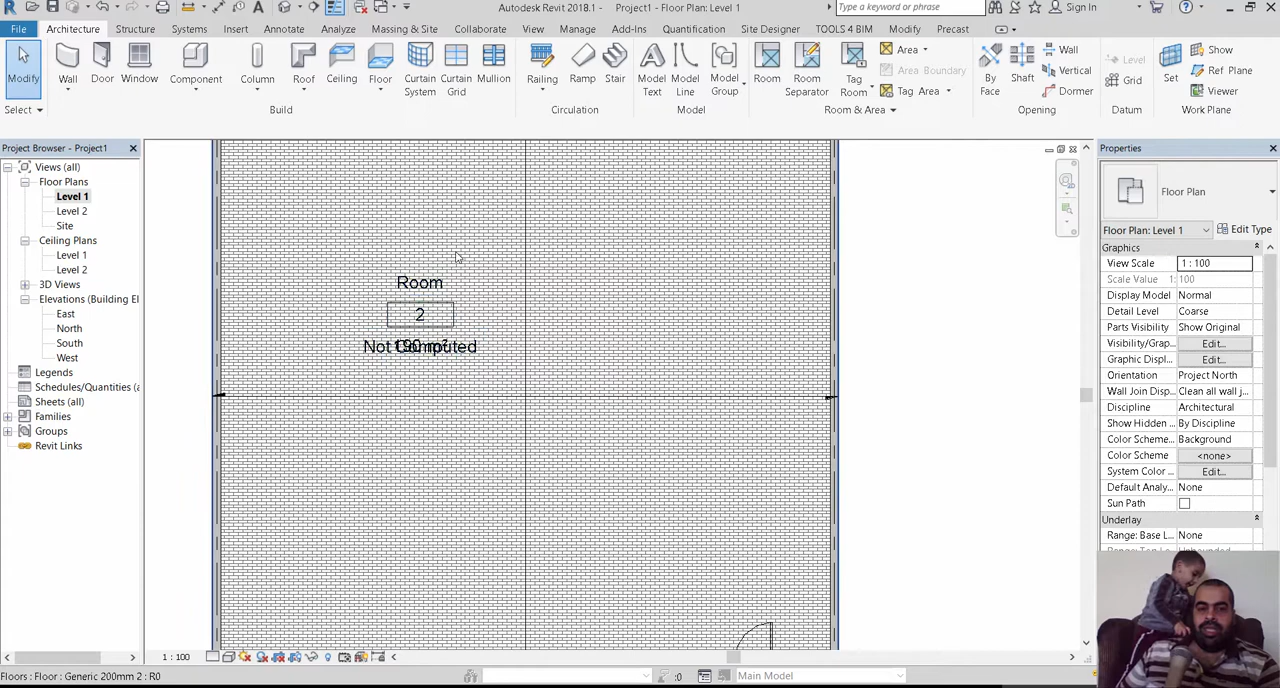 Autodesk Revit 2018.1 - Project1 - Floor Plan: Level 1
Type a keyword or phrase
Sign In
File Architecture Structure Systems Insert Annotate Analyze Massing & Site Collaborate View Manage Add-Ins Quantification Site Designer TOOLS 4 BIM Modify Precast
Modify
Wall
Door
Window
Component
Column
Roof
Ceiling
Floor
Curtain System
Curtain Grid
Mullion
Railing
Ramp
Stair
Model Text
Model Line
Model Group
Room
Room Separator
Tag Room
Area
Area Boundary
Tag Area
By Face
Shaft
Wall
Vertical
Dormer
Level
Grid
Set
Show
Ref Plane
Viewer
Select
Build
Circulation
Model
Room & Area
Opening
Datum
Work Plane
Project Browser - Project1
Views (all)
Floor Plans
Level 1
Level 2
Site
Ceiling Plans
Level 1
Level 2
3D Views
Elevations (Building El
East
North
South
West
Legends
Schedules/Quantities (a
Sheets (all)
Families
Groups
Revit Links
Room
2
Not Computed
190 m²
Properties
Floor Plan
Floor Plan: Level 1
Edit Type
Graphics
View Scale 1 : 100
Scale Value 1: 100
Display Model Normal
Detail Level Coarse
Parts Visibility Show Original
Visibility/Grap... Edit...
Graphic Displ... Edit...
Orientation Project North
Wall Join Disp... Clean all wall j...
Discipline Architectural
Show Hidden ... By Discipline
Color Scheme... Background
Color Scheme <none>
System Color ... Edit...
Default Analy... None
Sun Path
Underlay
Range: Base L... None
1 : 100
Floors : Floor : Generic 200mm 2 : R0
:0
Main Model